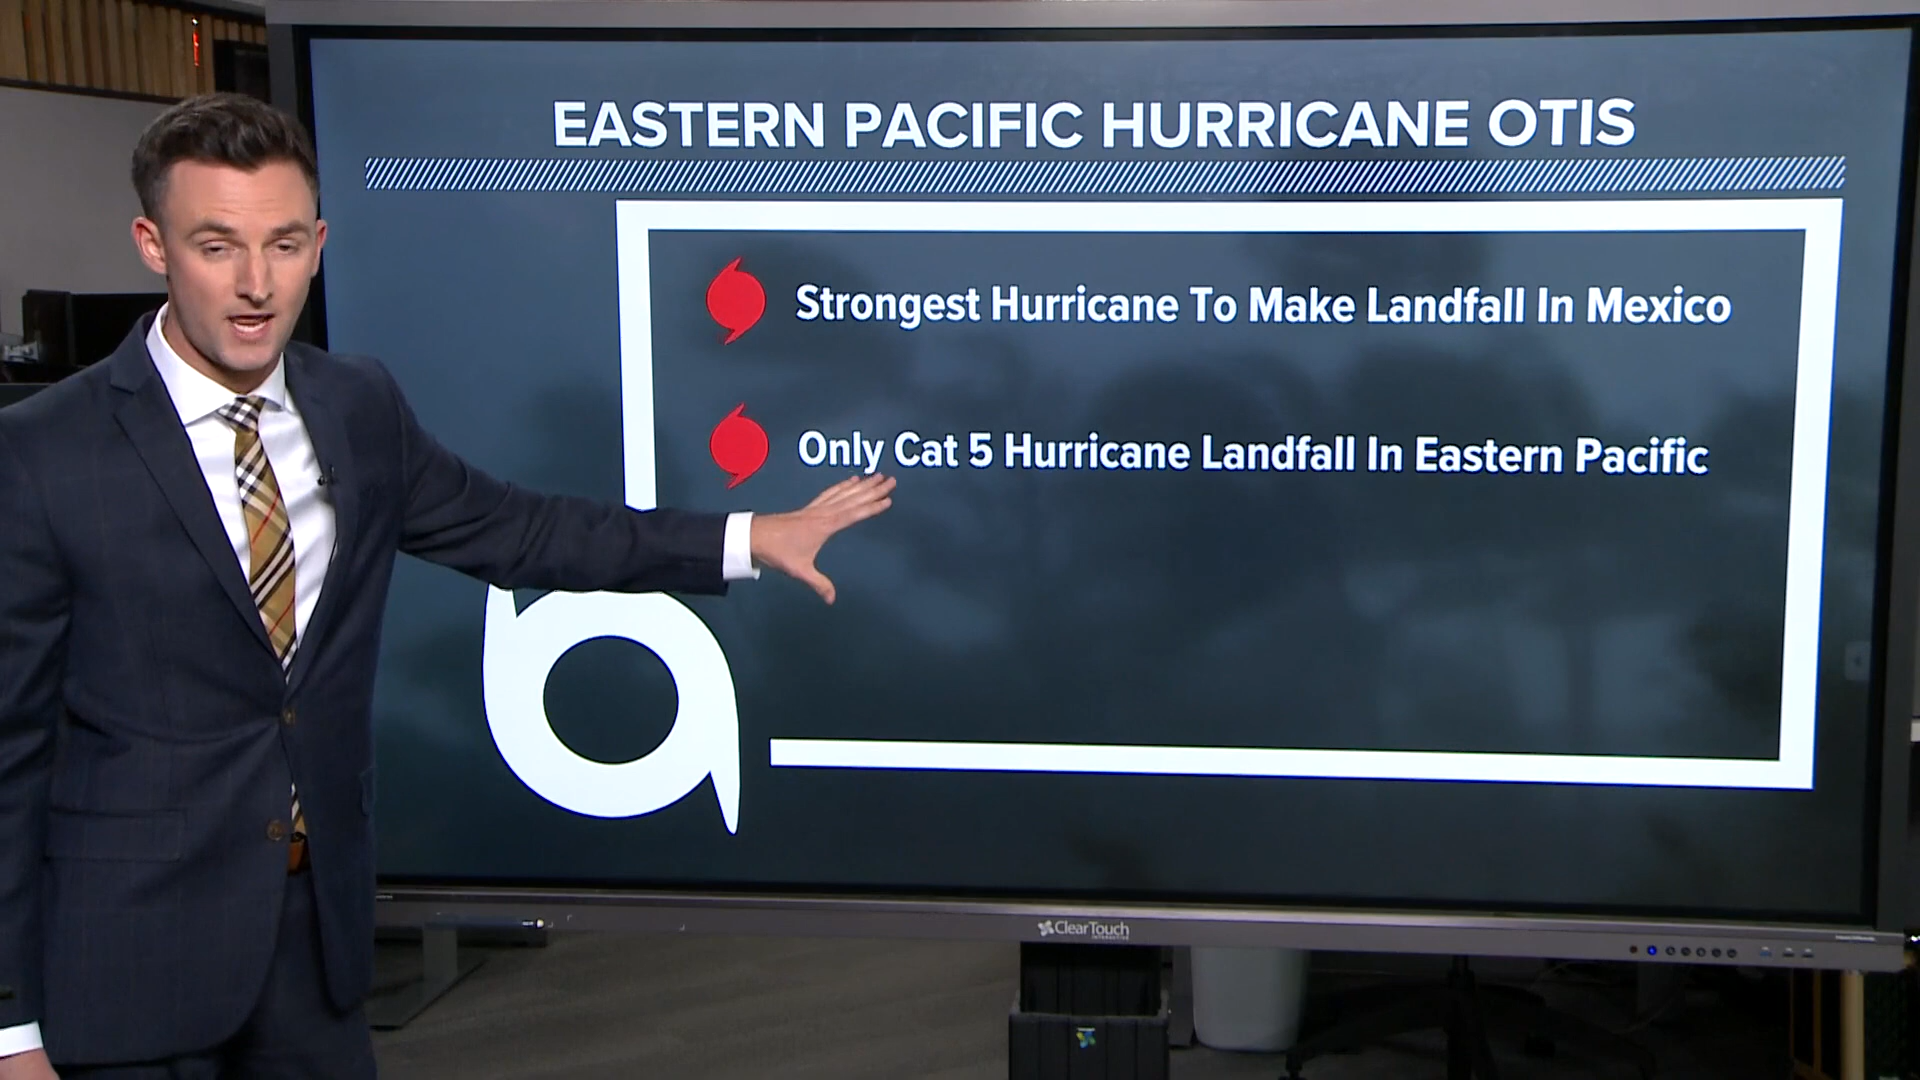 EASTERN PACIFIC HURRICANE OTIS
Strongest Hurricane To Make Landfall In Mexico
Only Cat 5 Hurricane Landfall In Eastern Pacific
ClearTouch
INTERACTIVE